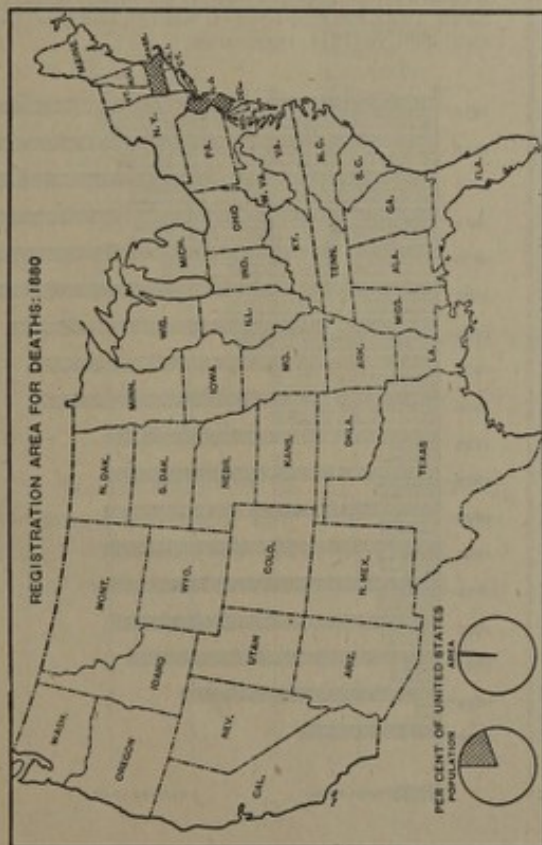 REGISTRATION AREA FOR DEATHS: 1880
WASH.
OREGON
CAL.
NEV.
IDAHO
MONT.
WYO.
UTAH
ARIZ.
COLO.
N. MEX.
N. DAK.
S. DAK.
NEBR.
KANS.
OKLA.
TEXAS
MINN.
IOWA
MO.
ARK.
LA.
WIS.
ILL.
MICH.
IND.
OHIO
KY.
TENN.
MISS.
ALA.
GA.
FLA.
S. C.
N. C.
VA.
W. VA.
PA.
N. Y.
VT.
MAINE
DEL.
PER CENT OF UNITED STATES
POPULATION
AREA